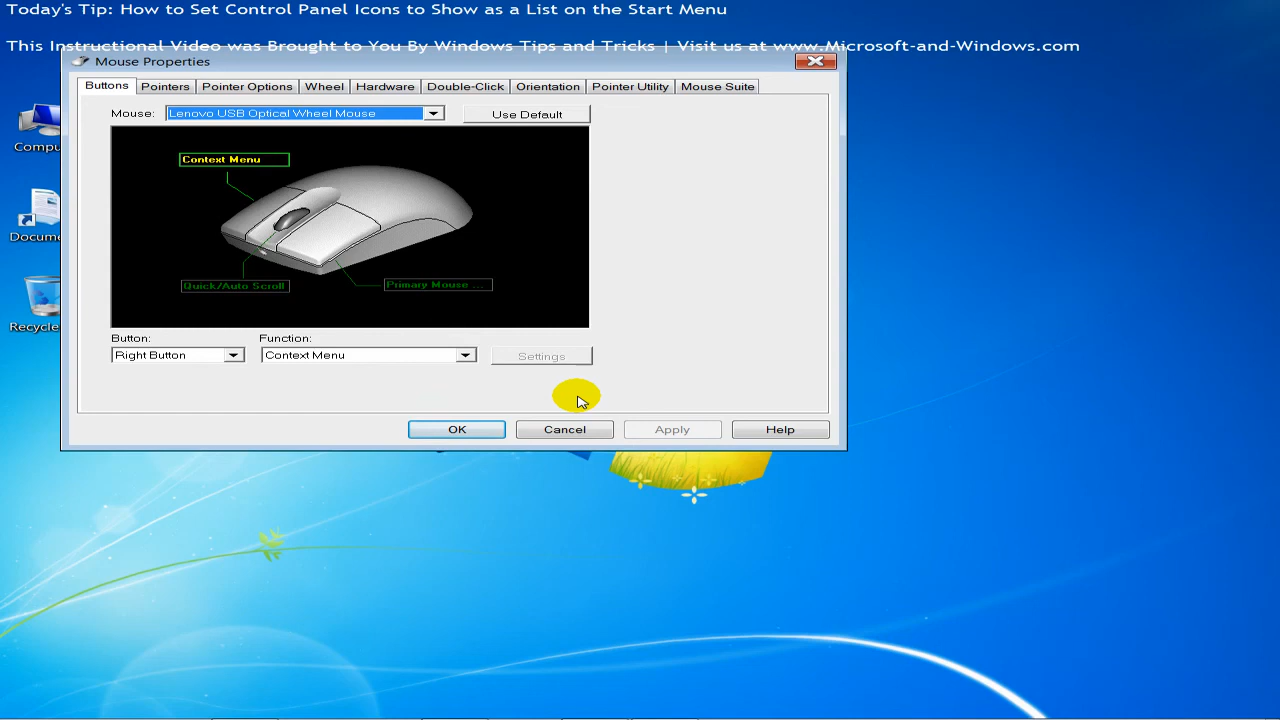 Today's Tip: How to Set Control Panel Icons to Show as a List on the Start Menu
This Instructional Video was Brought to You By Windows Tips and Tricks | Visit us at www.Microsoft-and-Windows.com
Mouse Properties
Buttons Pointers Pointer Options Wheel Hardware Double-Click Orientation Pointer Utility Mouse Suite
Mouse: Lenovo USB Optical Wheel Mouse Use Default
Context Menu
Quick/Auto Scroll Primary Mouse ...
Button: Function:
Right Button Context Menu Settings
OK Cancel Apply Help
Compu
Docume
Recycle